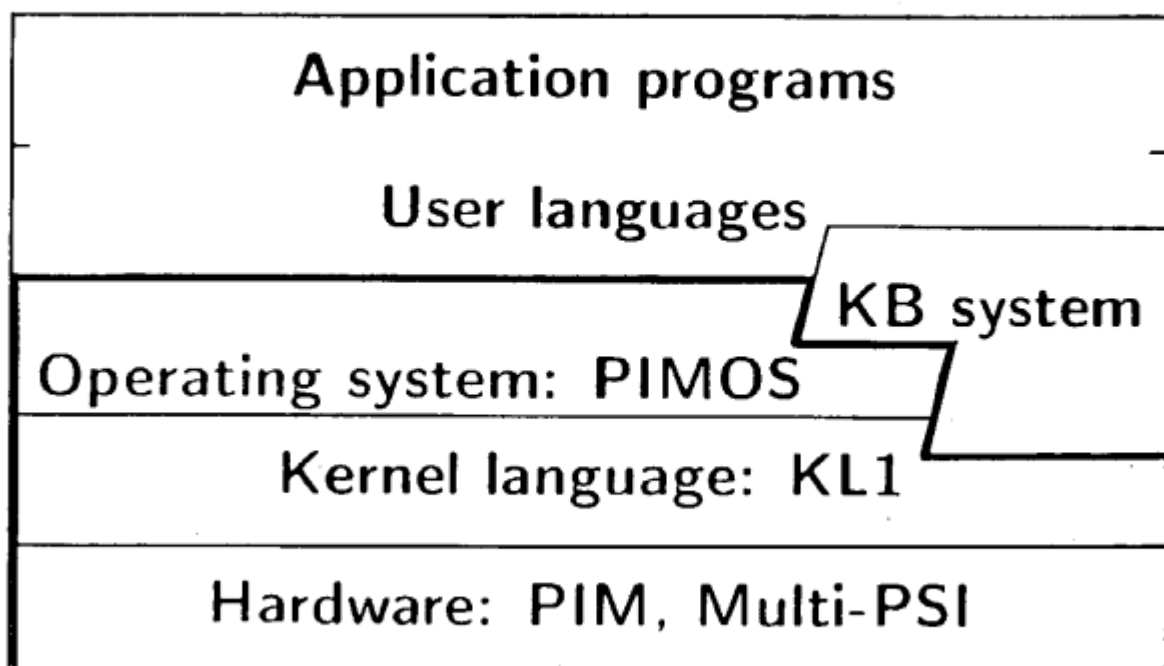 Application programs
User languages
KB system
Operating system: PIMOS
Kernel language: KL1
Hardware: PIM, Multi-PSI